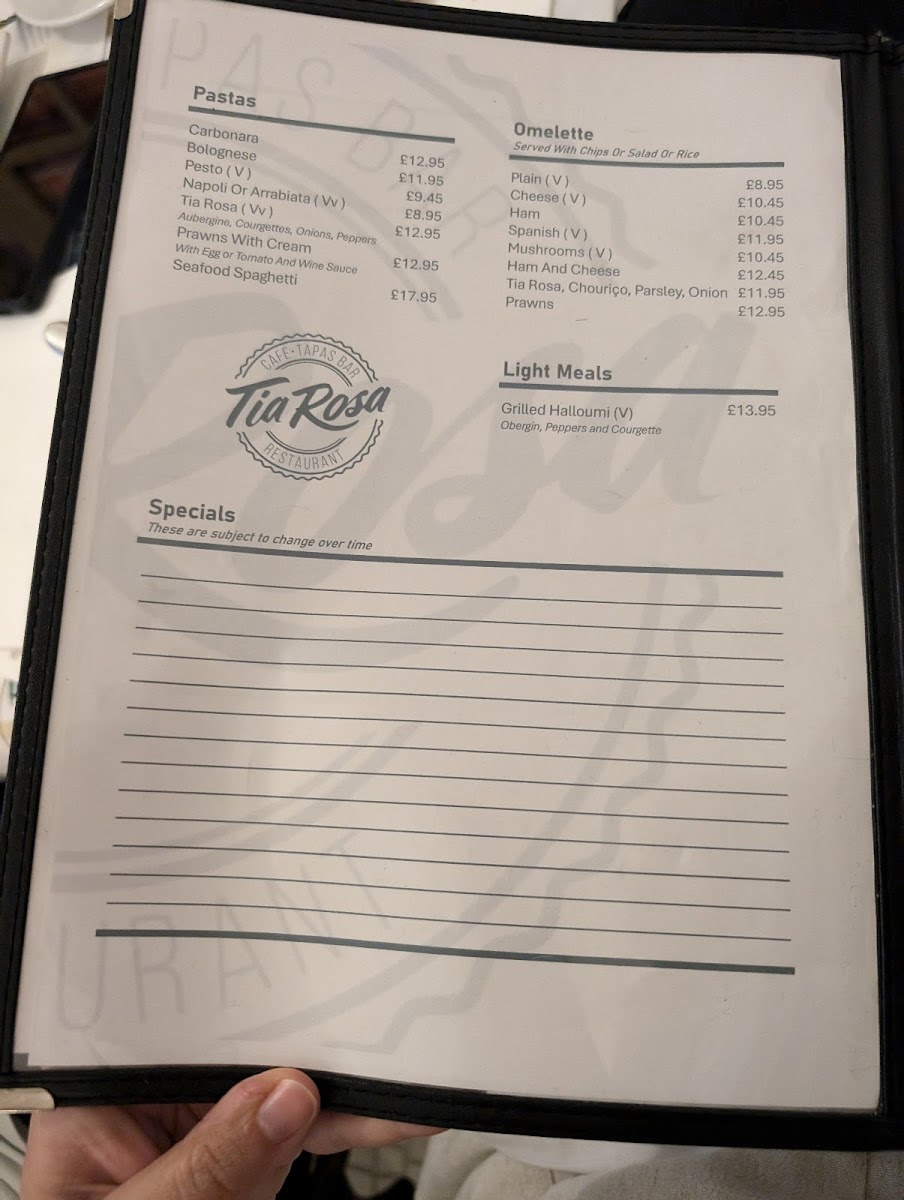 Pastas
Carbonara £12.95
Bolognese £11.95
Pesto (V) £9.45
Napoli Or Arrabiata (Vv) £8.95
Tia Rosa (Vv) £12.95
Aubergine, Courgettes, Onions, Peppers
Prawns With Cream £12.95
With Egg or Tomato And Wine Sauce
Seafood Spaghetti £17.95
CAFE • TAPAS BAR
Tia Rosa
RESTAURANT
Omelette
Served With Chips Or Salad Or Rice
Plain (V) £8.95
Cheese (V) £10.45
Ham £10.45
Spanish (V) £11.95
Mushrooms (V) £10.45
Ham And Cheese £12.45
Tia Rosa, Chouriço, Parsley, Onion £11.95
Prawns £12.95
Light Meals
Grilled Halloumi (V) £13.95
Obergin, Peppers and Courgette
Specials
These are subject to change over time
PAS BAR
Rosa
URANT